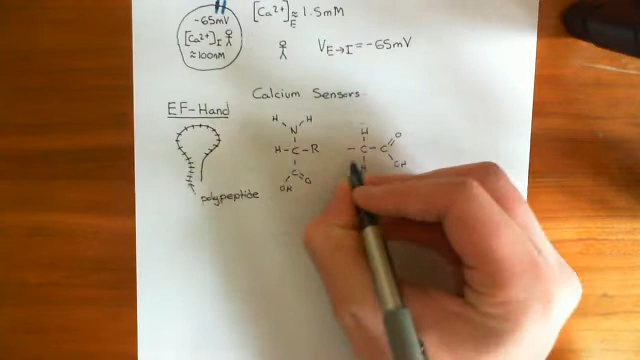 -65mV
[Ca²⁺]I
≈100nM
[Ca²⁺]E ≈ 1.5mM
VE→I = -65mV
Calcium Sensors
EF-Hand
polypeptide
H H
N
H-C-R
C=O
OH
H
-C-C
O
OH